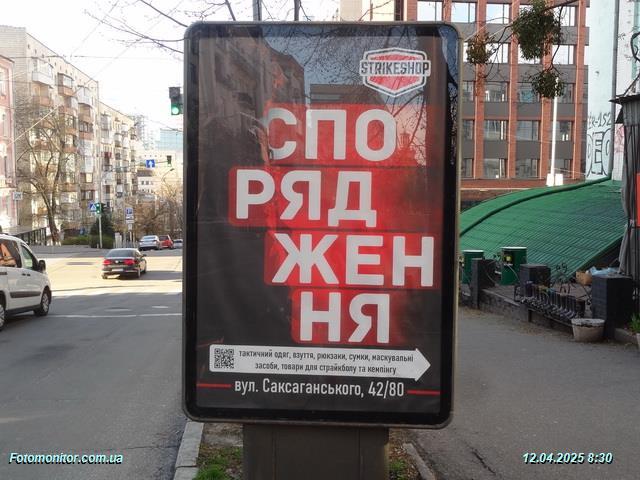 STRIKESHOP
СПО
РЯД
ЖЕН
НЯ
тактичний одяг, взуття, рюкзаки, сумки, маскувальні
засоби, товари для страйкболу та кемпінгу
вул. Саксаганського, 42/80
Fotomonitor.com.ua
12.04.2025 8:30